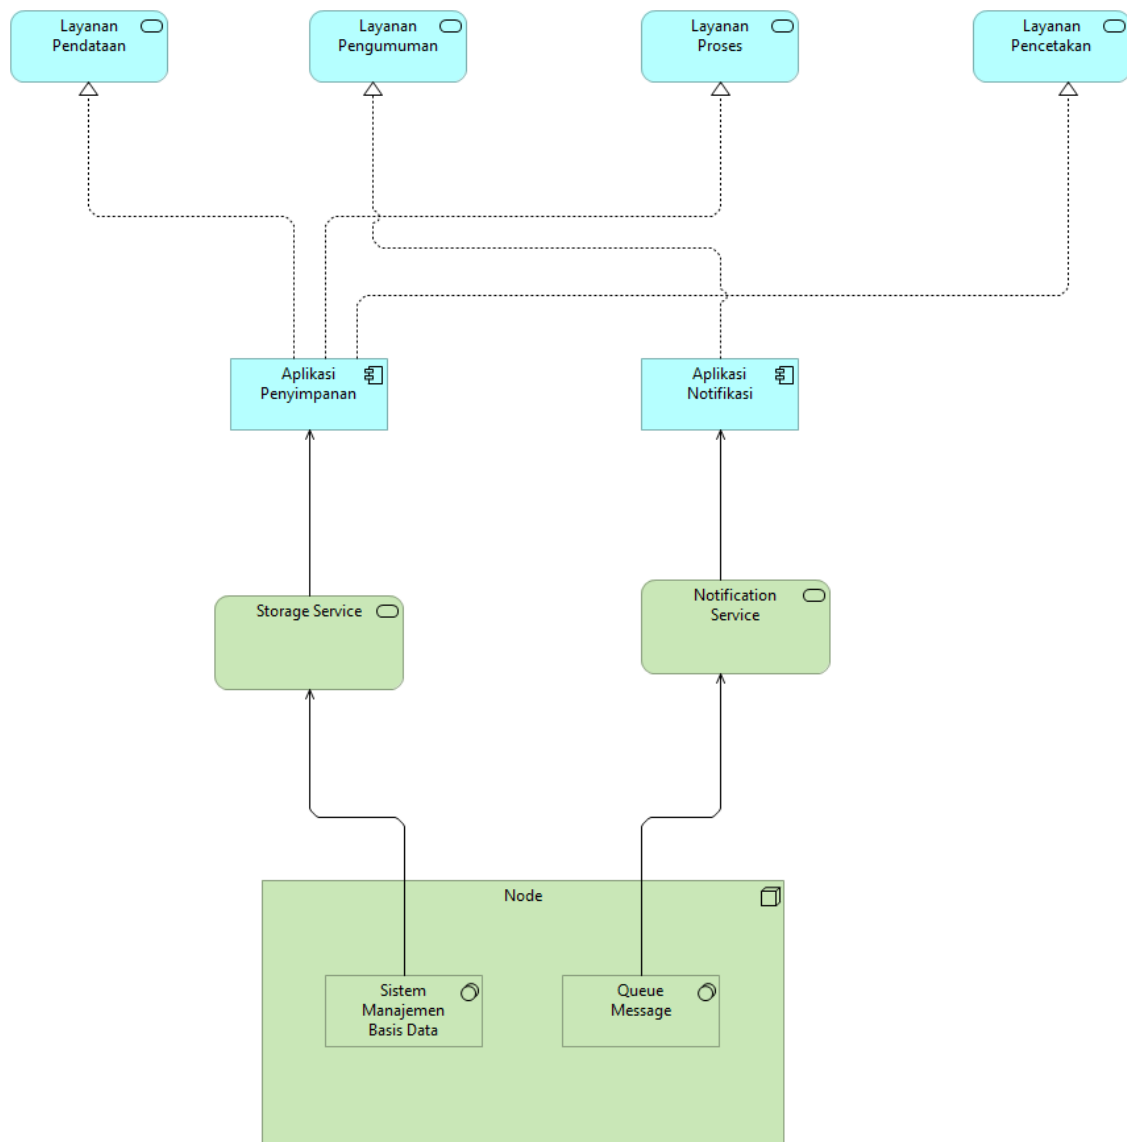 Layanan
Pendataan
Layanan
Pengumuman
Layanan
Proses
Layanan
Pencetakan
Aplikasi
Penyimpanan
Aplikasi
Notifikasi
Storage Service
Notification
Service
Node
Sistem
Manajemen
Basis Data
Queue
Message